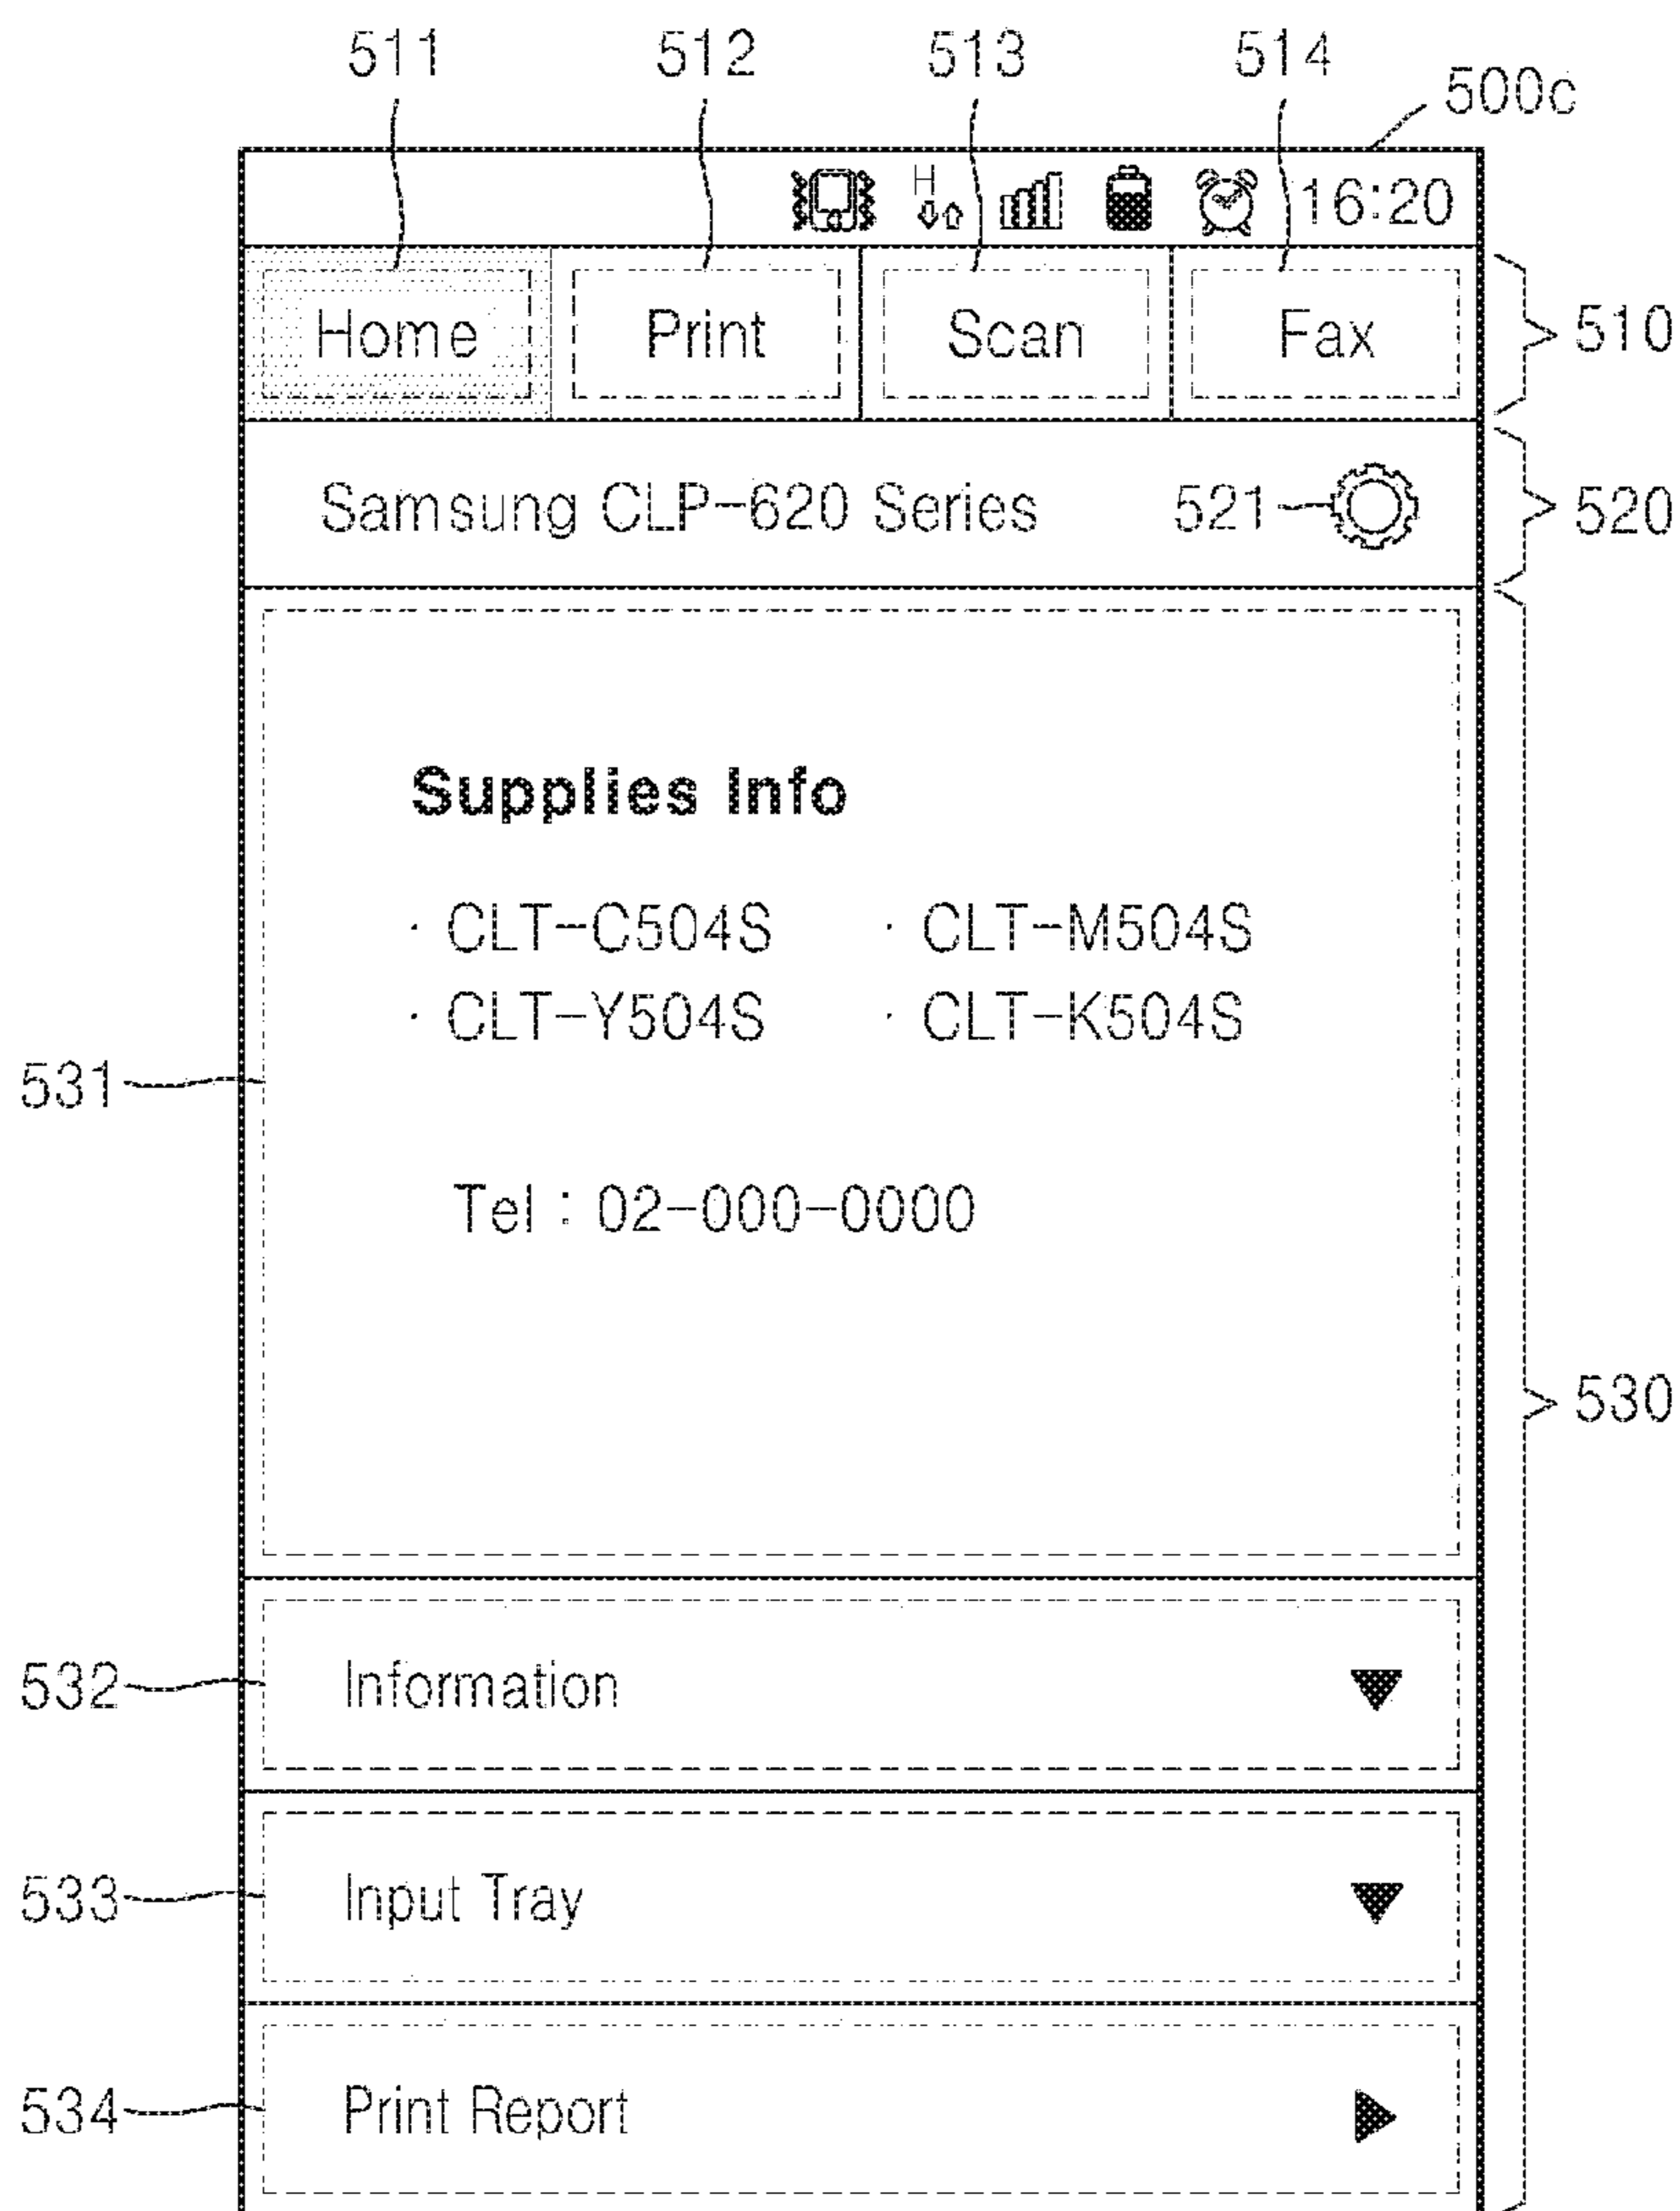 511 512 513 514
500c
H 16:20
Home Print Scan Fax 510
Samsung CLP-620 Series 521 520
Supplies Info
· CLT-C504S · CLT-M504S
· CLT-Y504S · CLT-K504S
531
Tel : 02-000-0000
530
532 Information
533 Input Tray
534 Print Report